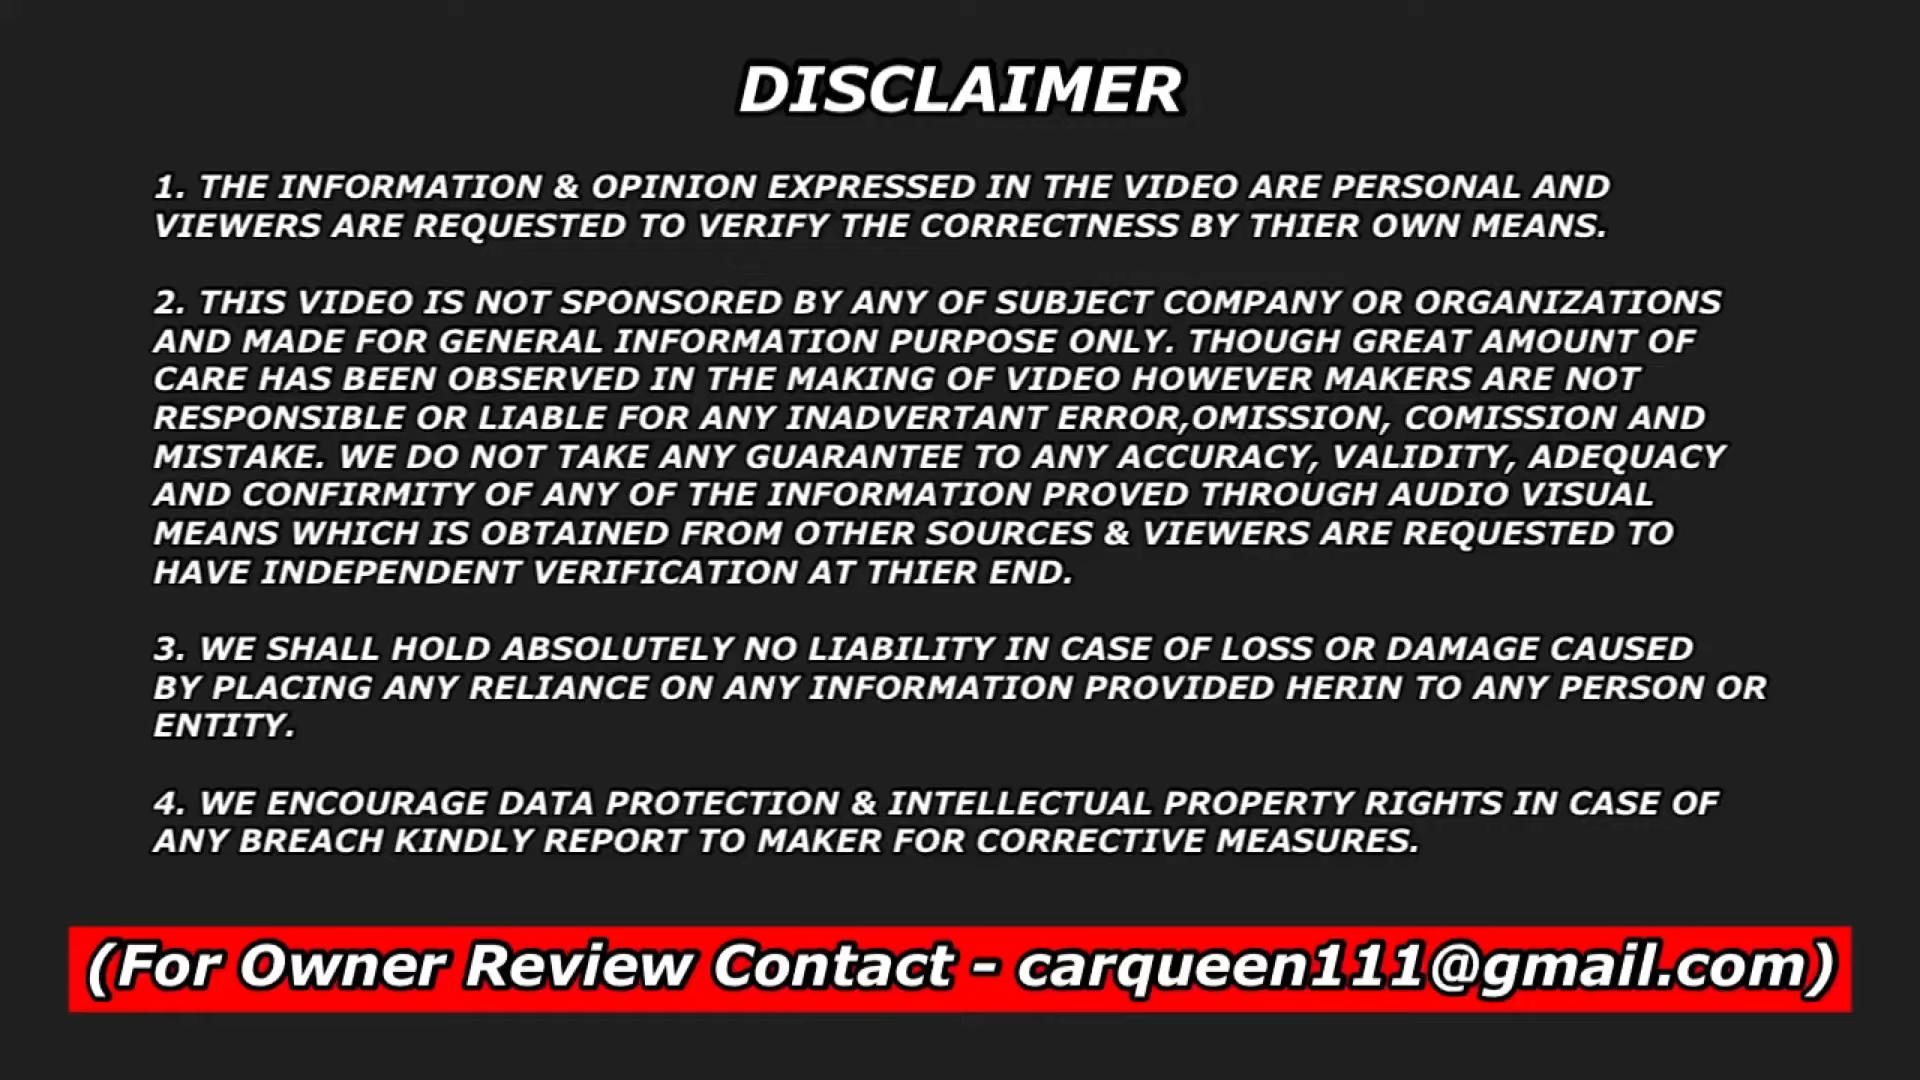 DISCLAIMER
1. THE INFORMATION & OPINION EXPRESSED IN THE VIDEO ARE PERSONAL AND
VIEWERS ARE REQUESTED TO VERIFY THE CORRECTNESS BY THIER OWN MEANS.
2. THIS VIDEO IS NOT SPONSORED BY ANY OF SUBJECT COMPANY OR ORGANIZATIONS
AND MADE FOR GENERAL INFORMATION PURPOSE ONLY. THOUGH GREAT AMOUNT OF
CARE HAS BEEN OBSERVED IN THE MAKING OF VIDEO HOWEVER MAKERS ARE NOT
RESPONSIBLE OR LIABLE FOR ANY INADVERTANT ERROR,OMISSION, COMISSION AND
MISTAKE. WE DO NOT TAKE ANY GUARANTEE TO ANY ACCURACY, VALIDITY, ADEQUACY
AND CONFIRMITY OF ANY OF THE INFORMATION PROVED THROUGH AUDIO VISUAL
MEANS WHICH IS OBTAINED FROM OTHER SOURCES & VIEWERS ARE REQUESTED TO
HAVE INDEPENDENT VERIFICATION AT THIER END.
3. WE SHALL HOLD ABSOLUTELY NO LIABILITY IN CASE OF LOSS OR DAMAGE CAUSED
BY PLACING ANY RELIANCE ON ANY INFORMATION PROVIDED HERIN TO ANY PERSON OR
ENTITY.
4. WE ENCOURAGE DATA PROTECTION & INTELLECTUAL PROPERTY RIGHTS IN CASE OF
ANY BREACH KINDLY REPORT TO MAKER FOR CORRECTIVE MEASURES.
(For Owner Review Contact - carqueen111@gmail.com)